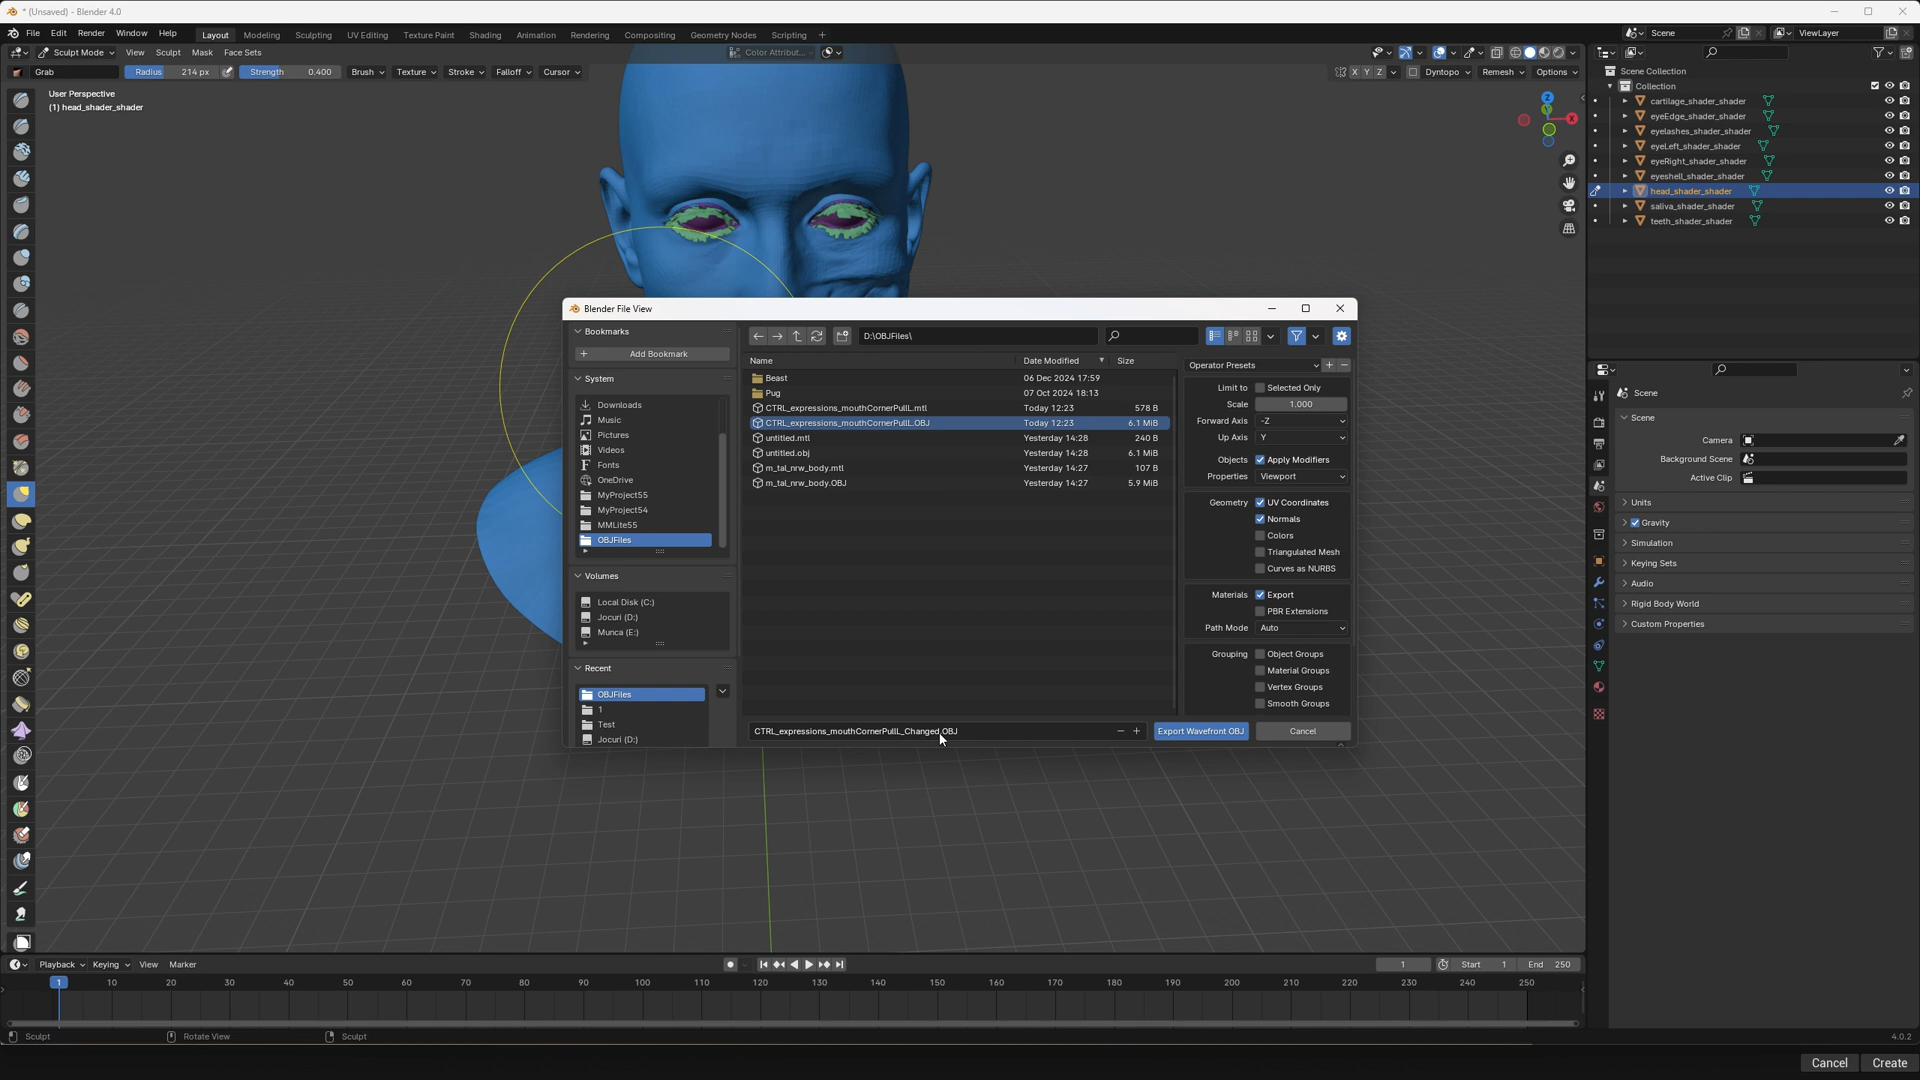 * (Unsaved) - Blender 4.0
File Edit Render Window Help Layout Modeling Sculpting UV Editing Texture Paint Shading Animation Rendering Compositing Geometry Nodes Scripting +
Scene ViewLayer
Sculpt Mode View Sculpt Mask Face Sets Color Attribut...
Grab Radius 214 px Strength 0.400 Brush Texture Stroke Falloff Cursor X Y Z Dyntopo Remesh Options
User Perspective
(1) head_shader_shader
Z
Y
X
Scene Collection
Collection
cartilage_shader_shader
eyeEdge_shader_shader
eyelashes_shader_shader
eyeLeft_shader_shader
eyeRight_shader_shader
eyeshell_shader_shader
head_shader_shader
saliva_shader_shader
teeth_shader_shader
Blender File View
Bookmarks
Add Bookmark
System
Downloads
Music
Pictures
Videos
Fonts
OneDrive
MyProject55
MyProject54
MMLite55
OBJFiles
Volumes
Local Disk (C:)
Jocuri (D:)
Munca (E:)
Recent
OBJFiles
1
Test
Jocuri (D:)
D:\OBJFiles\
Name Date Modified Size
Beast 06 Dec 2024 17:59
Pug 07 Oct 2024 18:13
CTRL_expressions_mouthCornerPullL.mtl Today 12:23 578 B
CTRL_expressions_mouthCornerPullL.OBJ Today 12:23 6.1 MiB
untitled.mtl Yesterday 14:28 240 B
untitled.obj Yesterday 14:28 6.1 MiB
m_tal_nrw_body.mtl Yesterday 14:27 107 B
m_tal_nrw_body.OBJ Yesterday 14:27 5.9 MiB
CTRL_expressions_mouthCornerPullL_Changed.OBJ
Export Wavefront OBJ Cancel
Operator Presets
Limit to Selected Only
Scale 1.000
Forward Axis -Z
Up Axis Y
Objects Apply Modifiers
Properties Viewport
Geometry UV Coordinates
Normals
Colors
Triangulated Mesh
Curves as NURBS
Materials Export
PBR Extensions
Path Mode Auto
Grouping Object Groups
Material Groups
Vertex Groups
Smooth Groups
Scene
Scene
Camera
Background Scene
Active Clip
Units
Gravity
Simulation
Keying Sets
Audio
Rigid Body World
Custom Properties
Playback Keying View Marker 1 Start 1 End 250
1 10 20 30 40 50 60 70 80 90 100 110 120 130 140 150 160 170 180 190 200 210 220 230 240 250
Sculpt Rotate View Sculpt 4.0.2
Cancel Create